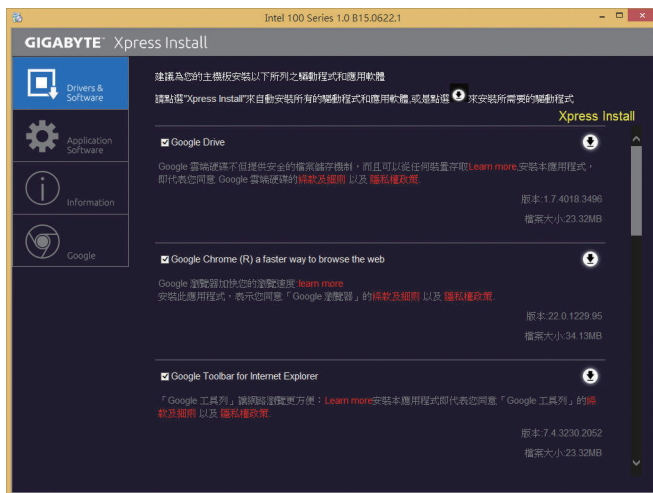 Intel 100 Series 1.0 B15.0622.1
GIGABYTE™ Xpress Install
Drivers &
Software
Application
Software
Information
Google
建議為您的主機板安裝以下所列之驅動程式和應用軟體
請點選"Xpress Install"來自動安裝所有的驅動程式和應用軟體,或是點選 來安裝所需要的驅動程式
Xpress Install
Google Drive
Google 雲端硬碟不但提供安全的檔案儲存機制，而且可以從任何裝置存取Learn more,安裝本應用程式，
即代表您同意 Google 雲端硬碟的條款及細則 以及 隱私權政策.
版本:1.7.4018.3496
檔案大小:23.32MB
Google Chrome (R) a faster way to browse the web
Google 瀏覽器加快您的瀏覽速度.learn more
安裝此應用程式，表示您同意「Google 瀏覽器」的條款及細則 以及 隱私權政策.
版本:22.0.1229.95
檔案大小:34.13MB
Google Toolbar for Internet Explorer
「Google 工具列」讓網路瀏覽更方便：Learn more安裝本應用程式即代表您同意「Google 工具列」的條
款及細則 以及 隱私權政策.
版本:7.4.3230.2052
檔案大小:23.32MB